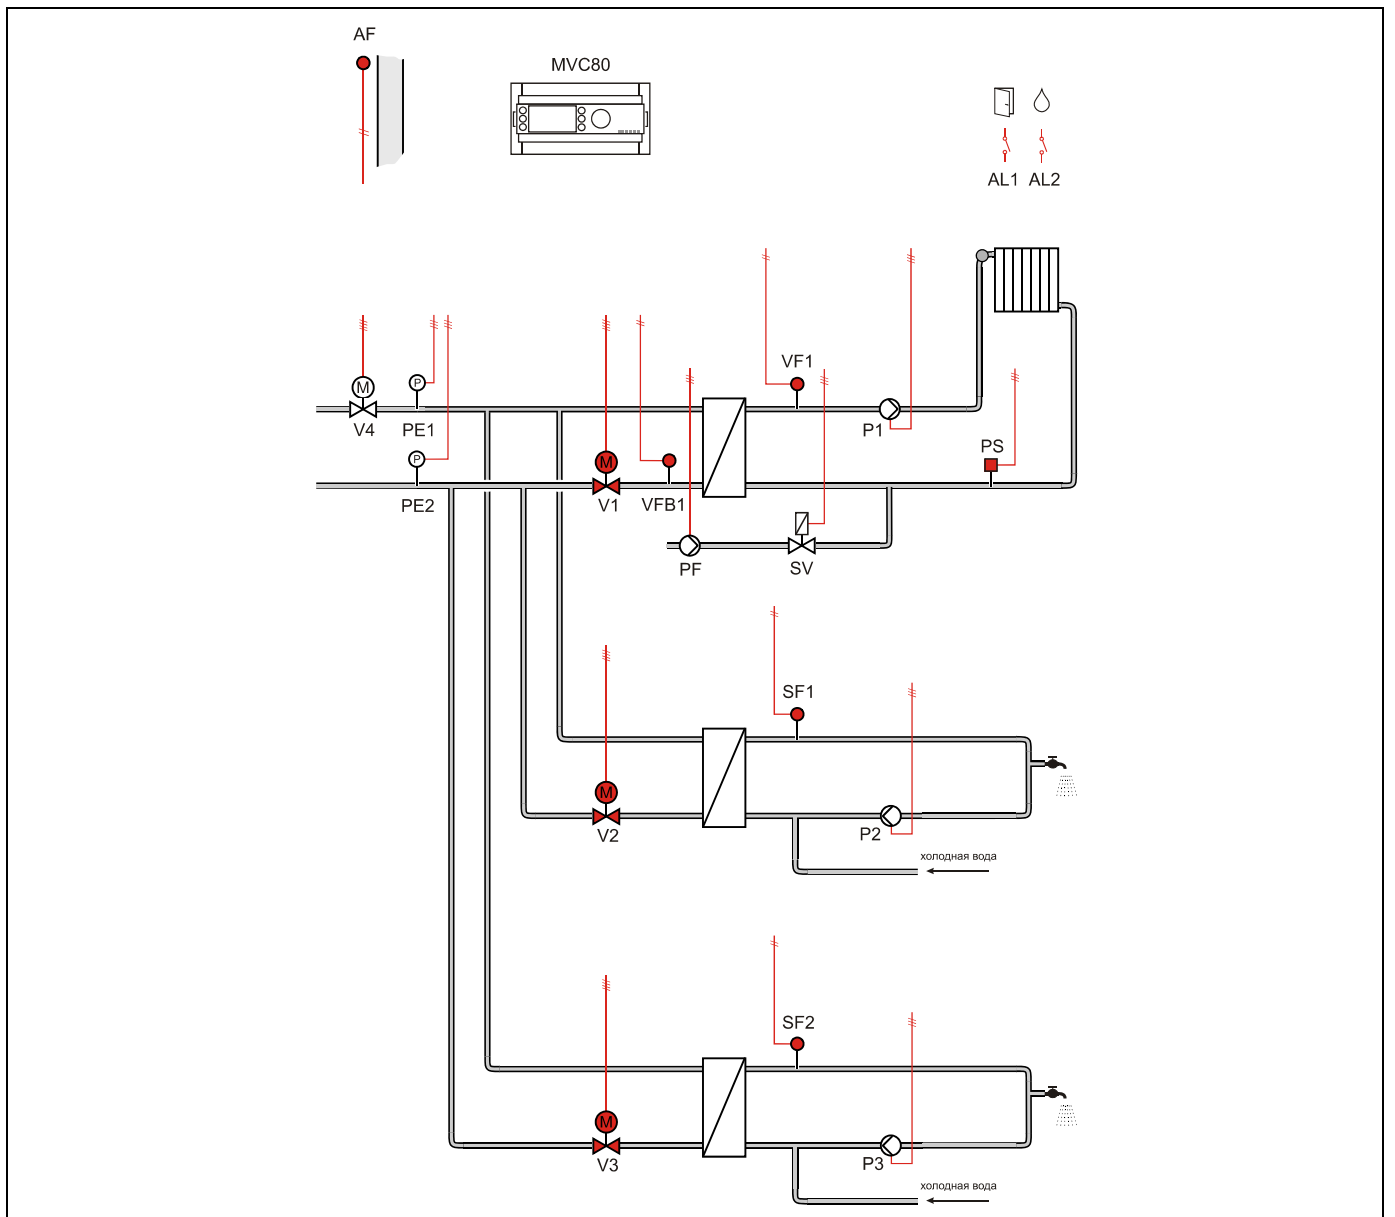 AF
MVC80
AL1 AL2
VF1
M
P
V4
PE1
P1
P
PE2
M
V1
VFB1
PS
PF
SV
SF1
M
V2
P2
холодная вода
SF2
M
V3
P3
холодная вода